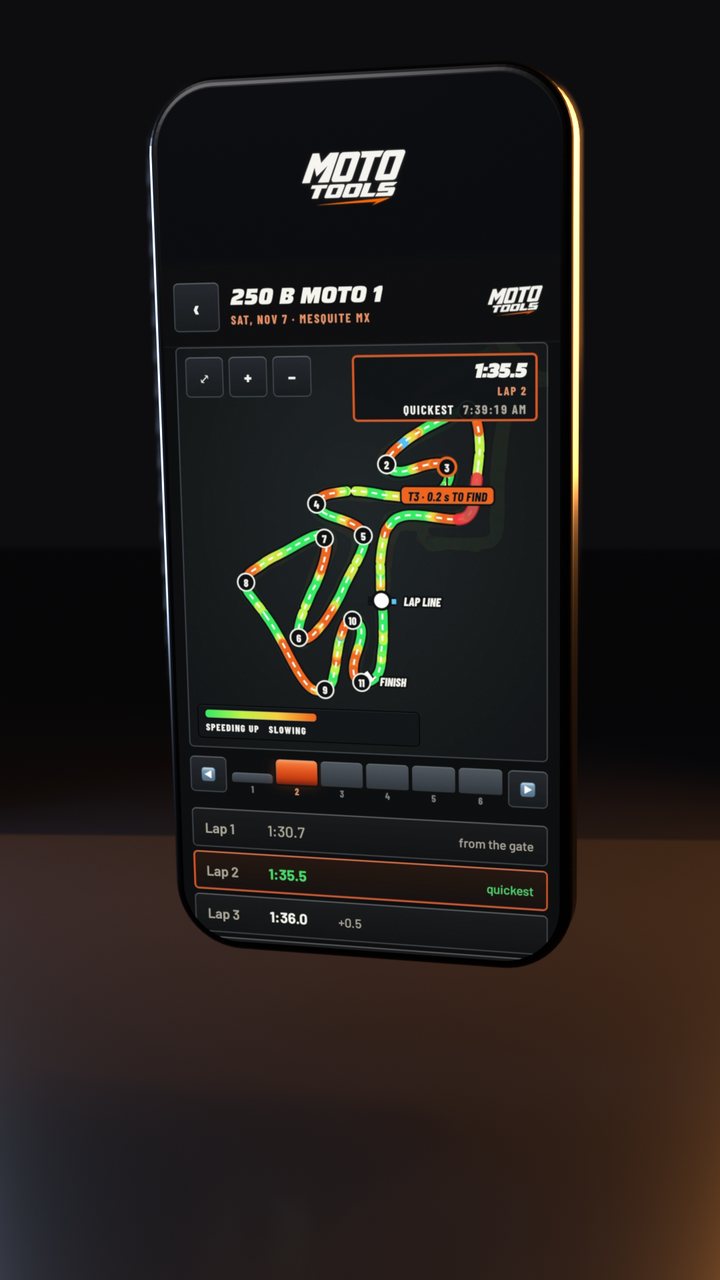 MOTO
TOOLS
250 B MOTO 1
SAT, NOV 7 · MESQUITE MX
MOTO
TOOLS
+
−
1:35.5
LAP 2
QUICKEST 7:39:19 AM
2
3
T3 · 0.2 s TO FIND
4
5
7
8
LAP LINE
10
6
11
FINISH
9
SPEEDING UP SLOWING
1
2
3
4
5
6
Lap 1 1:30.7 from the gate
Lap 2 1:35.5 quickest
Lap 3 1:36.0 +0.5